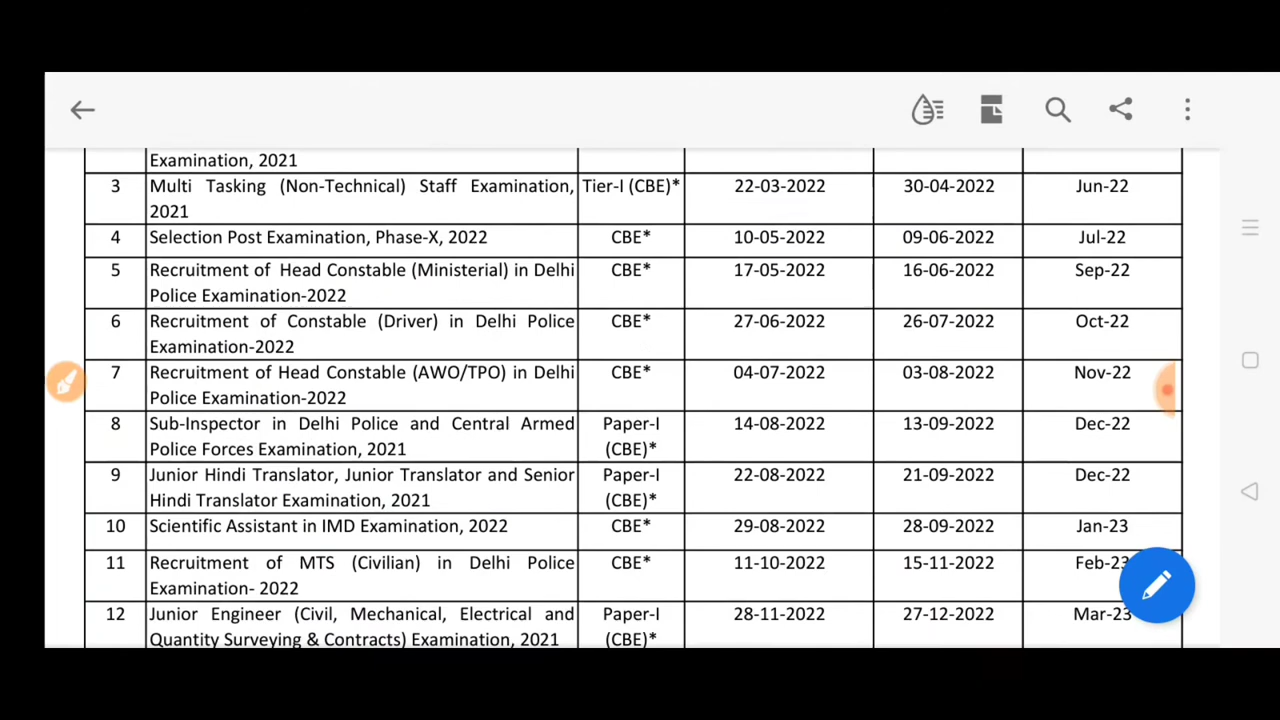 Examination, 2021
3 Multi Tasking (Non-Technical) Staff Examination, Tier-I (CBE)* 22-03-2022 30-04-2022 Jun-22
2021
4 Selection Post Examination, Phase-X, 2022 CBE* 10-05-2022 09-06-2022 Jul-22
5 Recruitment of Head Constable (Ministerial) in Delhi CBE* 17-05-2022 16-06-2022 Sep-22
Police Examination-2022
6 Recruitment of Constable (Driver) in Delhi Police CBE* 27-06-2022 26-07-2022 Oct-22
Examination-2022
7 Recruitment of Head Constable (AWO/TPO) in Delhi CBE* 04-07-2022 03-08-2022 Nov-22
Police Examination-2022
8 Sub-Inspector in Delhi Police and Central Armed Paper-I 14-08-2022 13-09-2022 Dec-22
Police Forces Examination, 2021 (CBE)*
9 Junior Hindi Translator, Junior Translator and Senior Paper-I 22-08-2022 21-09-2022 Dec-22
Hindi Translator Examination, 2021 (CBE)*
10 Scientific Assistant in IMD Examination, 2022 CBE* 29-08-2022 28-09-2022 Jan-23
11 Recruitment of MTS (Civilian) in Delhi Police CBE* 11-10-2022 15-11-2022 Feb-23
Examination- 2022
12 Junior Engineer (Civil, Mechanical, Electrical and Paper-I 28-11-2022 27-12-2022 Mar-23
Quantity Surveying & Contracts) Examination, 2021 (CBE)*